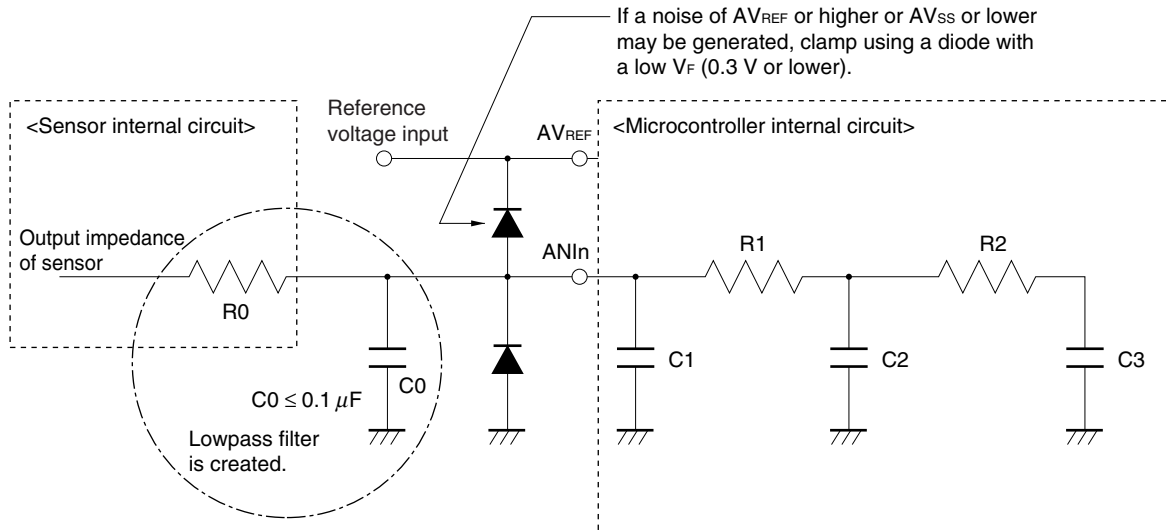 If a noise of AVREF or higher or AVSS or lower
may be generated, clamp using a diode with
a low VF (0.3 V or lower).
<Sensor internal circuit>
Reference
voltage input
AVREF
<Microcontroller internal circuit>
Output impedance
of sensor
R0
ANIn
R1
R2
C0
C1
C2
C3
C0 ≤ 0.1 μF
Lowpass filter
is created.